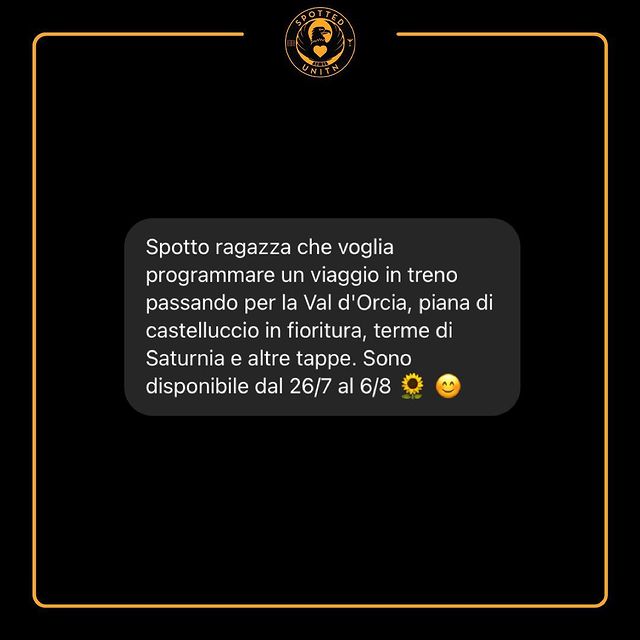 SPOTTED
UNITN
Spotto ragazza che voglia
programmare un viaggio in treno
passando per la Val d'Orcia, piana di
castelluccio in fioritura, terme di
Saturnia e altre tappe. Sono
disponibile dal 26/7 al 6/8 🌻 😊